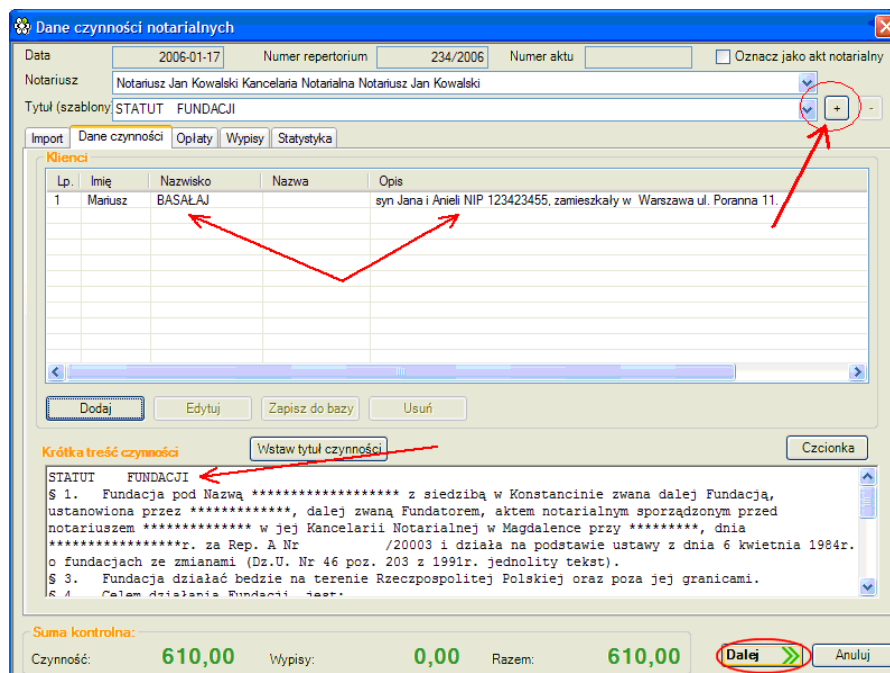 Dane czynności notarialnych
Data 2006-01-17 Numer repertorium 234/2006 Numer aktu Oznacz jako akt notarialny
Notariusz Notariusz Jan Kowalski Kancelaria Notarialna Notariusz Jan Kowalski
Tytuł (szablony STATUT FUNDACJI + -
Import Dane czynności Opłaty Wypisy Statystyka
Klienci
Lp. Imię Nazwisko Nazwa Opis
1 Mariusz BASAŁAJ syn Jana i Anieli NIP 123423455, zamieszkały w Warszawa ul. Poranna 11.
Dodaj Edytuj Zapisz do bazy Usuń
Krótka treść czynności Wstaw tytuł czynności Czcionka
STATUT FUNDACJI
§ 1. Fundacja pod Nazwą ******************* z siedzibą w Konstancinie zwana dalej Fundacją,
ustanowiona przez *************, dalej zwaną Fundatorem, aktem notarialnym sporządzonym przed
notariuszem ************** w jej Kancelarii Notarialnej w Magdalence przy *********, dnia
*****************r. za Rep. A Nr /20003 i działa na podstawie ustawy z dnia 6 kwietnia 1984r.
o fundacjach ze zmianami (Dz.U. Nr 46 poz. 203 z 1991r. jednolity tekst).
§ 3. Fundacja działać bedzie na terenie Rzeczpospolitej Polskiej oraz poza jej granicami.
§ 4. Celem działania Fundacji jest:
Suma kontrolna:
Czynność: 610,00 Wypisy: 0,00 Razem: 610,00 Dalej Anuluj